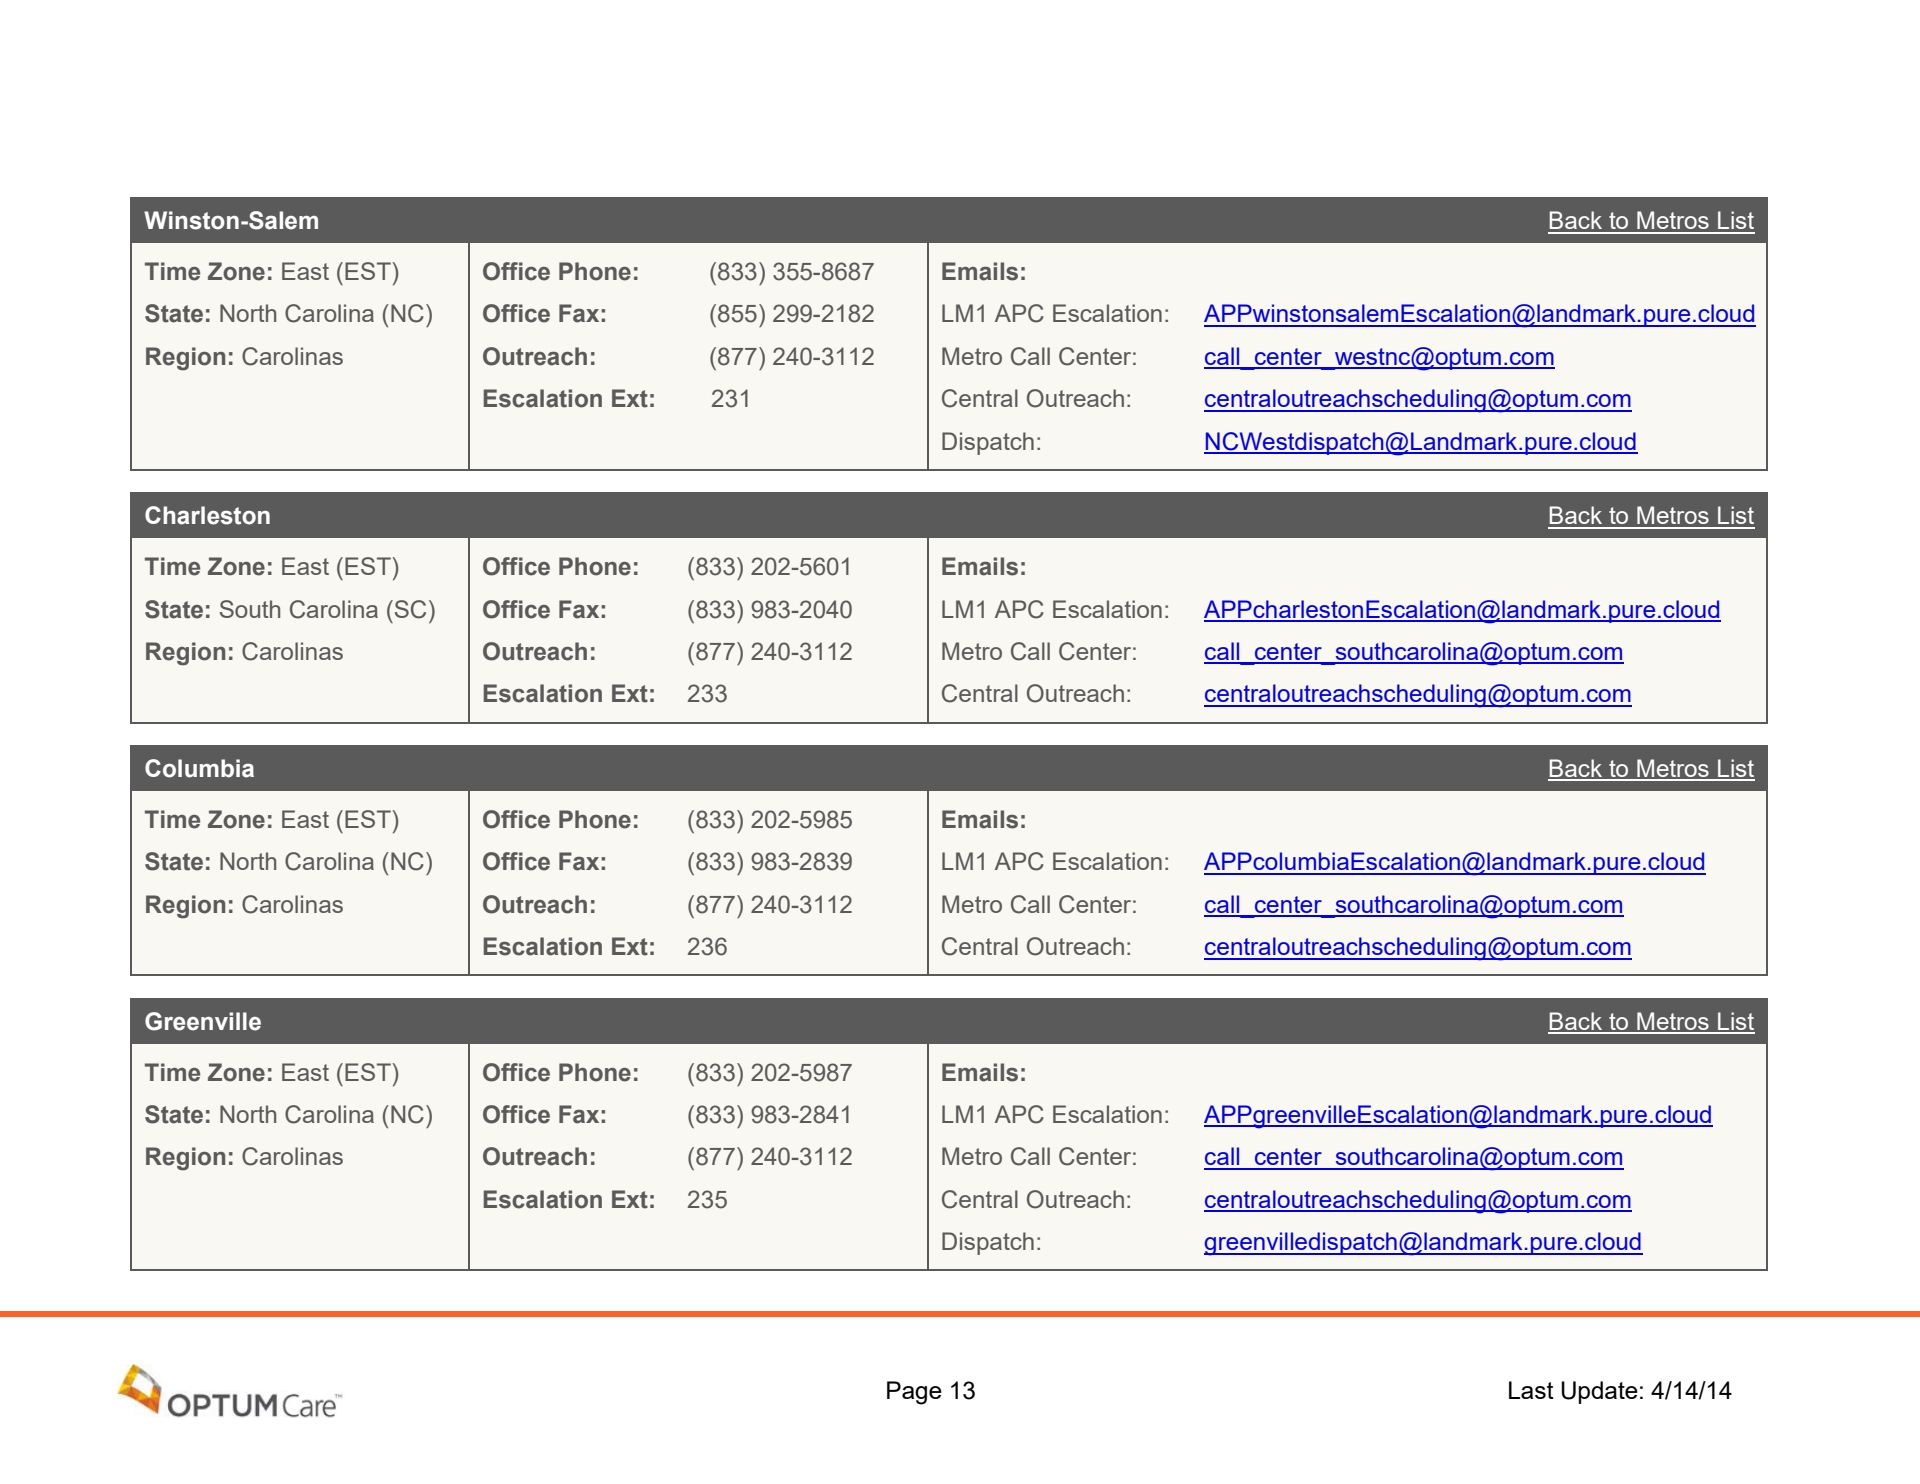 Winston-Salem Back to Metros List
Time Zone: East (EST) Office Phone: (833) 355-8687 Emails:
State: North Carolina (NC) Office Fax: (855) 299-2182 LM1 APC Escalation: APPwinstonsalemEscalation@landmark.pure.cloud
Region: Carolinas Outreach: (877) 240-3112 Metro Call Center: call_center_westnc@optum.com
Escalation Ext: 231 Central Outreach: centraloutreachscheduling@optum.com
Dispatch: NCWestdispatch@Landmark.pure.cloud
Charleston Back to Metros List
Time Zone: East (EST) Office Phone: (833) 202-5601 Emails:
State: South Carolina (SC) Office Fax: (833) 983-2040 LM1 APC Escalation: APPcharlestonEscalation@landmark.pure.cloud
Region: Carolinas Outreach: (877) 240-3112 Metro Call Center: call_center_southcarolina@optum.com
Escalation Ext: 233 Central Outreach: centraloutreachscheduling@optum.com
Columbia Back to Metros List
Time Zone: East (EST) Office Phone: (833) 202-5985 Emails:
State: North Carolina (NC) Office Fax: (833) 983-2839 LM1 APC Escalation: APPcolumbiaEscalation@landmark.pure.cloud
Region: Carolinas Outreach: (877) 240-3112 Metro Call Center: call_center_southcarolina@optum.com
Escalation Ext: 236 Central Outreach: centraloutreachscheduling@optum.com
Greenville Back to Metros List
Time Zone: East (EST) Office Phone: (833) 202-5987 Emails:
State: North Carolina (NC) Office Fax: (833) 983-2841 LM1 APC Escalation: APPgreenvilleEscalation@landmark.pure.cloud
Region: Carolinas Outreach: (877) 240-3112 Metro Call Center: call_center_southcarolina@optum.com
Escalation Ext: 235 Central Outreach: centraloutreachscheduling@optum.com
Dispatch: greenvilledispatch@landmark.pure.cloud
OPTUM Care™ Page 13 Last Update: 4/14/14